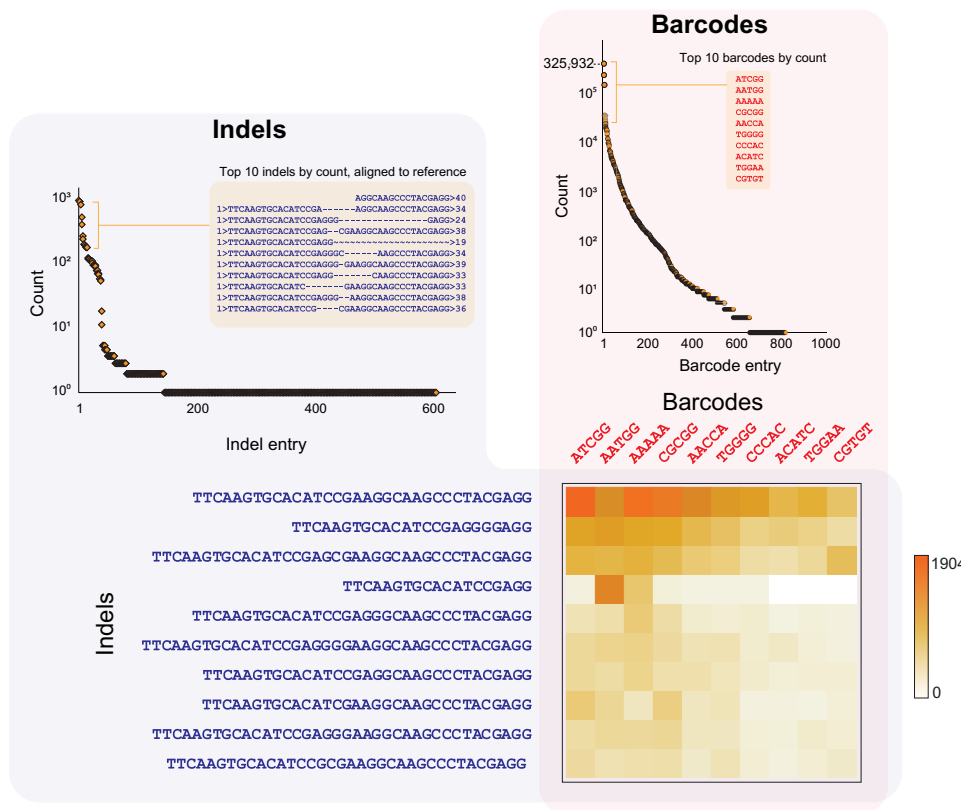 Barcodes
Top 10 barcodes by count
325,932
10⁵
10⁴
10³
10²
10¹
10⁰
Count
ATCGG
AATGG
AAAAA
CGCGG
AACCA
TGGGG
CCCAC
ACATC
TGGAA
CGTGT
1 200 400 600 800 1000
Barcode entry
Indels
Top 10 indels by count, aligned to reference
AGGCAAGCCCTACGAGG>40
1>TTCAAGTGCACATCCGA------AGGCAAGCCCTACGAGG>34
1>TTCAAGTGCACATCCGAGGG----------------GAGG>24
1>TTCAAGTGCACATCCGAG--CGAAGGCAAGCCCTACGAGG>38
1>TTCAAGTGCACATCCGAGG~~~~~~~~~~~~~~~~~~~~~>19
1>TTCAAGTGCACATCCGAGGGC------AAGCCCTACGAGG>34
1>TTCAAGTGCACATCCGAGGG-GAAGGCAAGCCCTACGAGG>39
1>TTCAAGTGCACATCCGAGG-------CAAGCCCTACGAGG>33
1>TTCAAGTGCACATC-------GAAGGCAAGCCCTACGAGG>33
1>TTCAAGTGCACATCCGAGGG--AAGGCAAGCCCTACGAGG>38
1>TTCAAGTGCACATCCG----CGAAGGCAAGCCCTACGAGG>36
Count
10³
10²
10¹
10⁰
1 200 400 600
Indel entry
Barcodes
ATCGG AATGG AAAAA CGCGG AACCA TGGGG CCCAC ACATC TGGAA CGTGT
Indels
TTCAAGTGCACATCCGAAGGCAAGCCCTACGAGG
TTCAAGTGCACATCCGAGGGGAGG
TTCAAGTGCACATCCGAGCGAAGGCAAGCCCTACGAGG
TTCAAGTGCACATCCGAGG
TTCAAGTGCACATCCGAGGGCAAGCCCTACGAGG
TTCAAGTGCACATCCGAGGGGAAGGCAAGCCCTACGAGG
TTCAAGTGCACATCCGAGGCAAGCCCTACGAGG
TTCAAGTGCACATCGAAGGCAAGCCCTACGAGG
TTCAAGTGCACATCCGAGGGAAGGCAAGCCCTACGAGG
TTCAAGTGCACATCCGCGAAGGCAAGCCCTACGAGG
1904
0